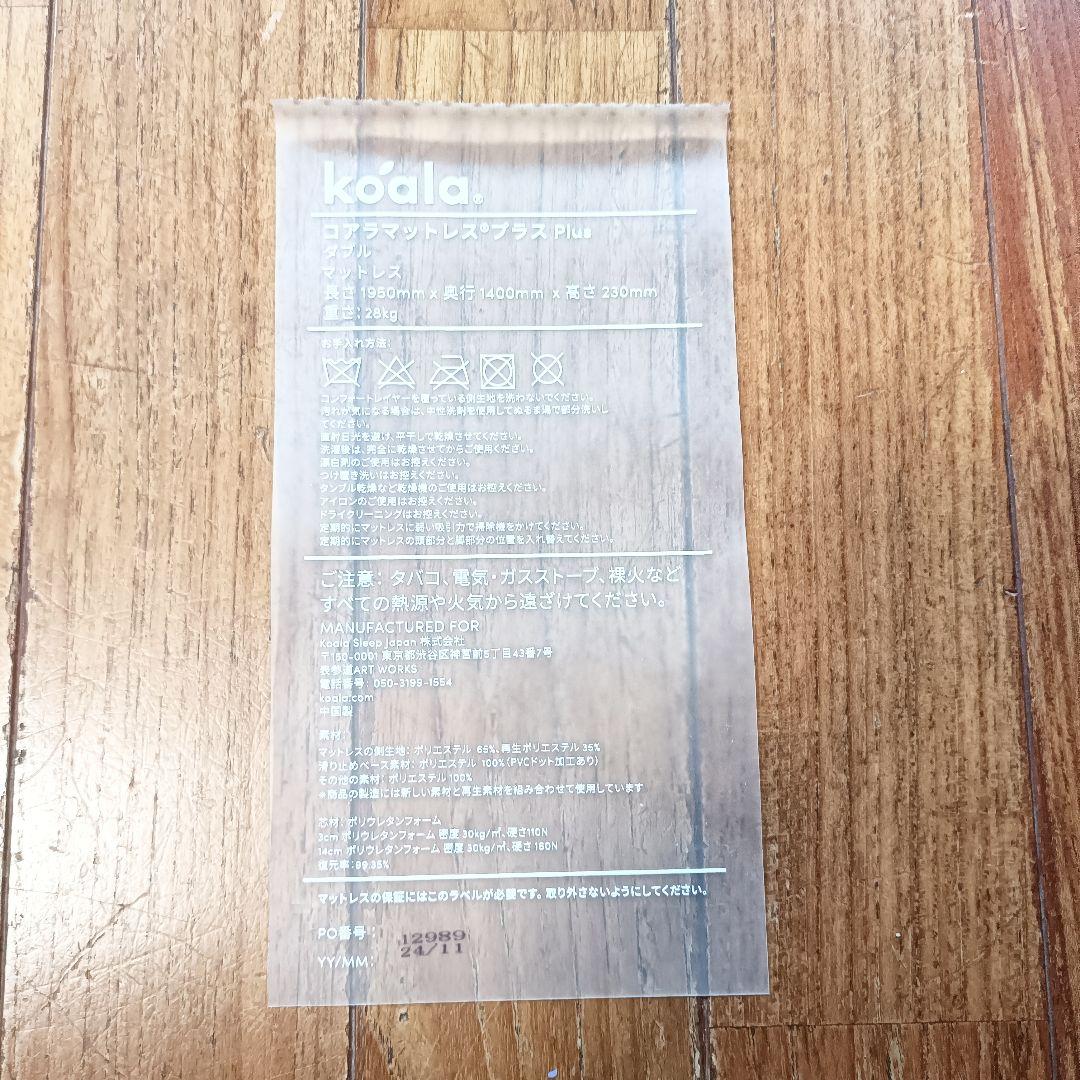 koala®
コアラマットレス®プラス Plus
ダブル
マットレス
長さ 1950mm x 奥行 1400mm x 高さ 230mm
重さ: 28kg
お手入れ方法:
コンフォートレイヤーを覆っている側生地を洗わないでください。
汚れが気になる場合は、中性洗剤を使用してぬるま湯で部分洗いし
てください。
直射日光を避け、平干しで乾燥させてください。
洗濯後は、完全に乾燥させてからご使用ください。
漂白剤のご使用はお控えください。
つけ置き洗いはお控えください。
タンブル乾燥など乾燥機のご使用はお控えください。
アイロンのご使用はお控えください。
ドライクリーニングはお控えください。
定期的にマットレスに弱い吸引力で掃除機をかけてください。
定期的にマットレスの頭部分と脚部分の位置を入れ替えてください。
ご注意: タバコ、電気・ガスストーブ、裸火など
すべての熱源や火気から遠ざけてください。
MANUFACTURED FOR
Koala Sleep Japan 株式会社
〒150-0001 東京都渋谷区神宮前5丁目43番7号
表参道ART WORKS
電話番号: 050-3199-1554
koala.com
中国製
素材:
マットレスの側生地: ポリエステル 65%、再生ポリエステル 35%
滑り止めベース素材: ポリエステル 100%(PVCドット加工あり)
その他の素材: ポリエステル 100%
※商品の製造には新しい素材と再生素材を組み合わせて使用しています
芯材: ポリウレタンフォーム
3cm ポリウレタンフォーム 密度 30kg/㎥、硬さ110N
14cm ポリウレタンフォーム 密度 30kg/㎥、硬さ 160N
復元率: 99.35%
マットレスの保証にはこのラベルが必要です。取り外さないようにしてください。
PO番号: 12989
YY/MM: 24/11